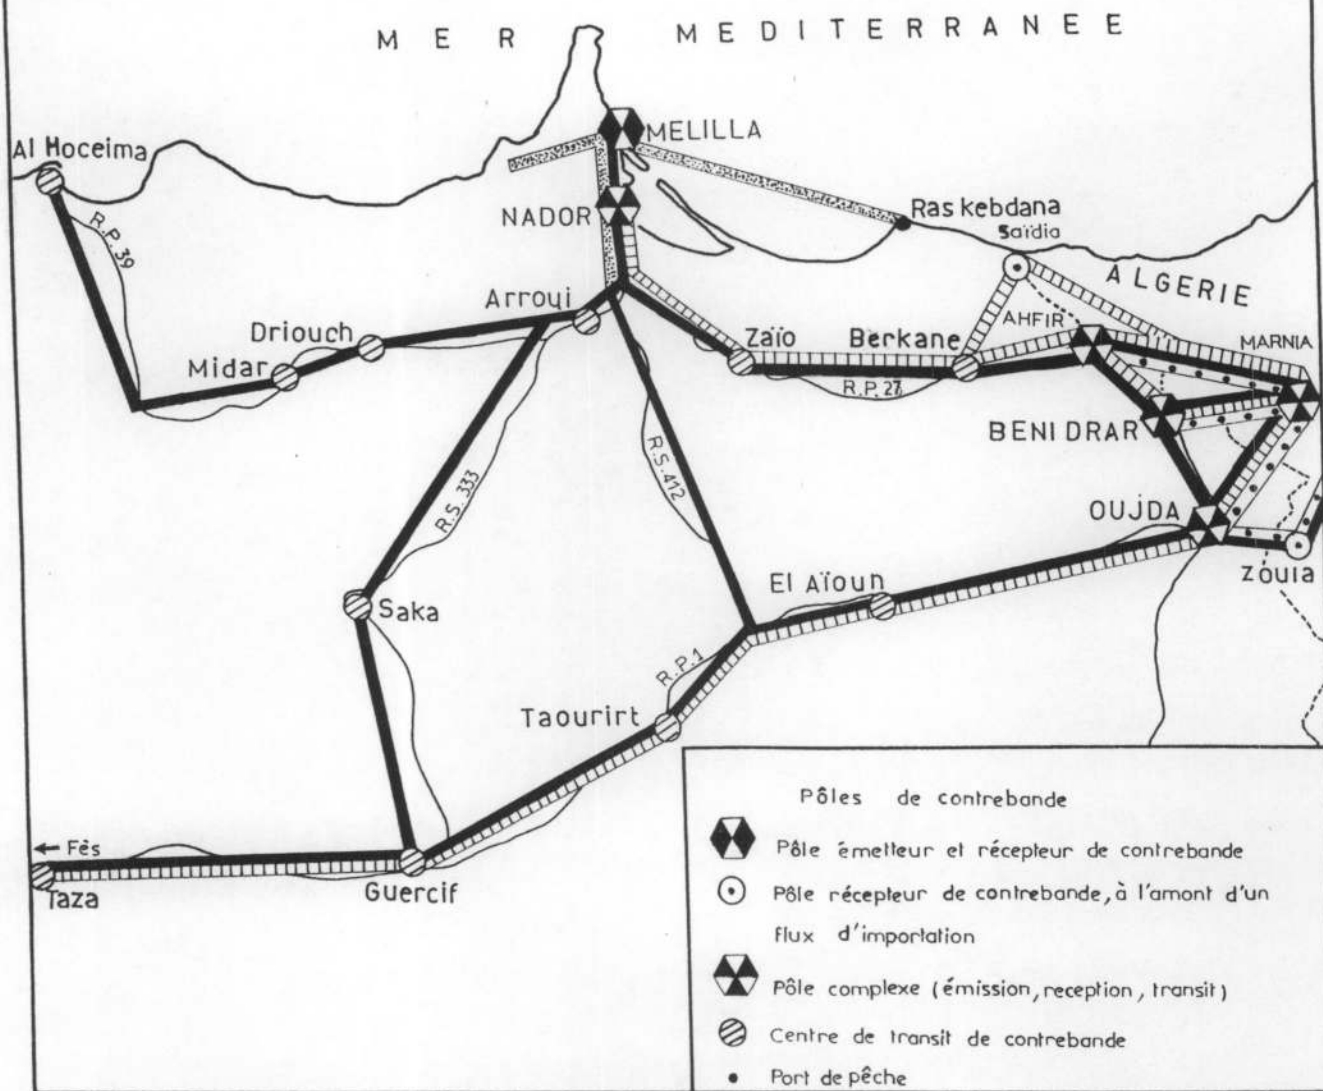 MER MEDITERRANEE
MELILLA
Al Hoceima
NADOR
Ras kebdana
Saïdia
R.P.39
ALGERIE
Arroui
Driouch
Zaïo
Berkane
AHFIR
MARNIA
Midar
R.P.27
BENI DRAR
R.S.333
R.S.412
OUJDA
El Aïoun
Zouia
Saka
R.P.1
Taourirt
← Fès
Taza
Guercif
Pôles de contrebande
Pôle émetteur et récepteur de contrebande
Pôle récepteur de contrebande, à l'amont d'un
flux d'importation
Pôle complexe (émission, reception, transit)
Centre de transit de contrebande
Port de pêche